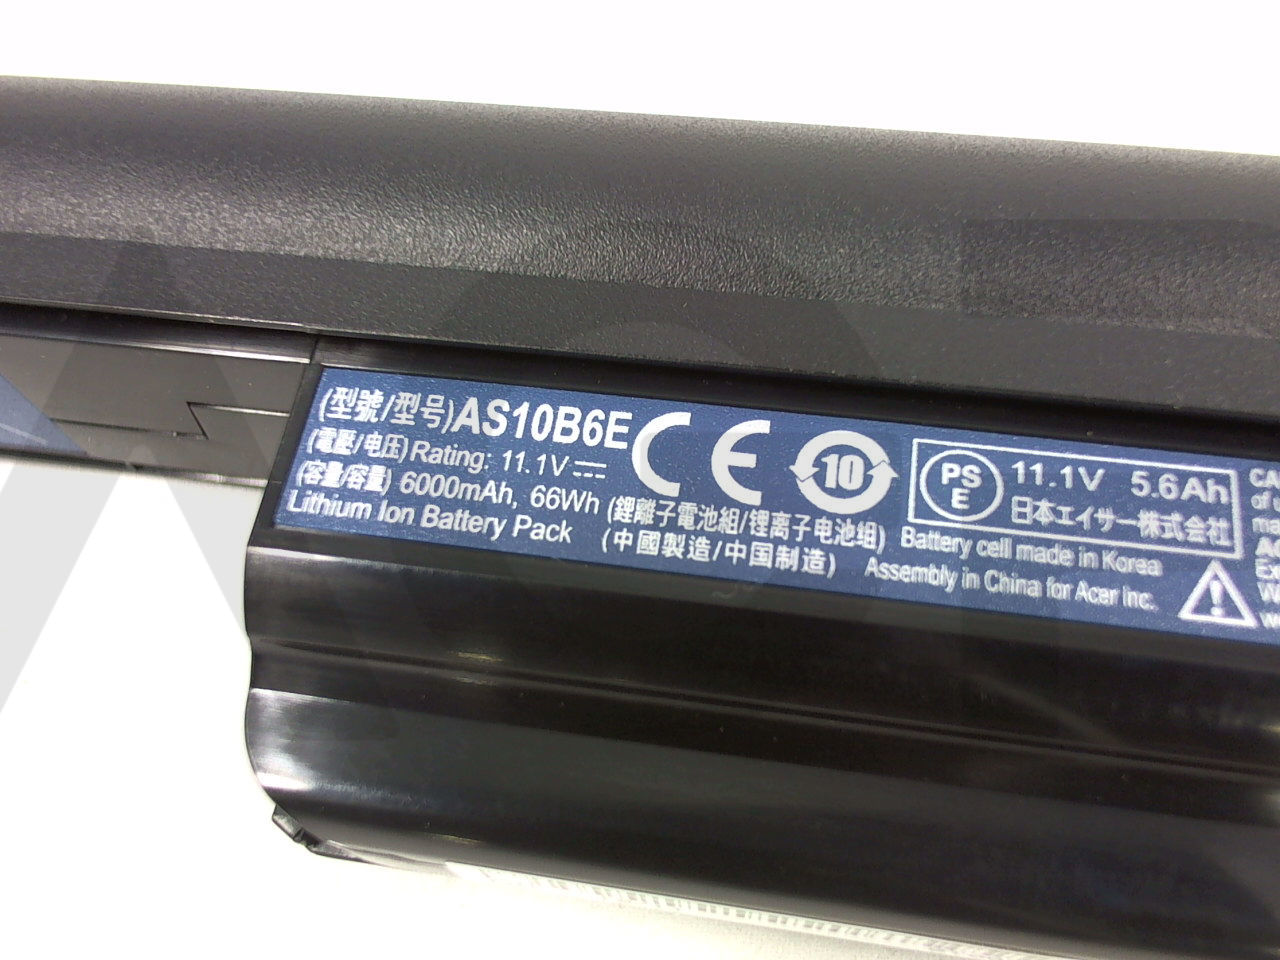 (型號/型号)AS10B6E
(電壓/电压)Rating: 11.1V
(容量/容量) 6000mAh, 66Wh
Lithium Ion Battery Pack
(鋰離子電池組/锂离子电池组)
(中國製造/中国制造)
10
PS
E
11.1V 5.6Ah
日本エイサー株式会社
Battery cell made in Korea
Assembly in China for Acer Inc.
CE